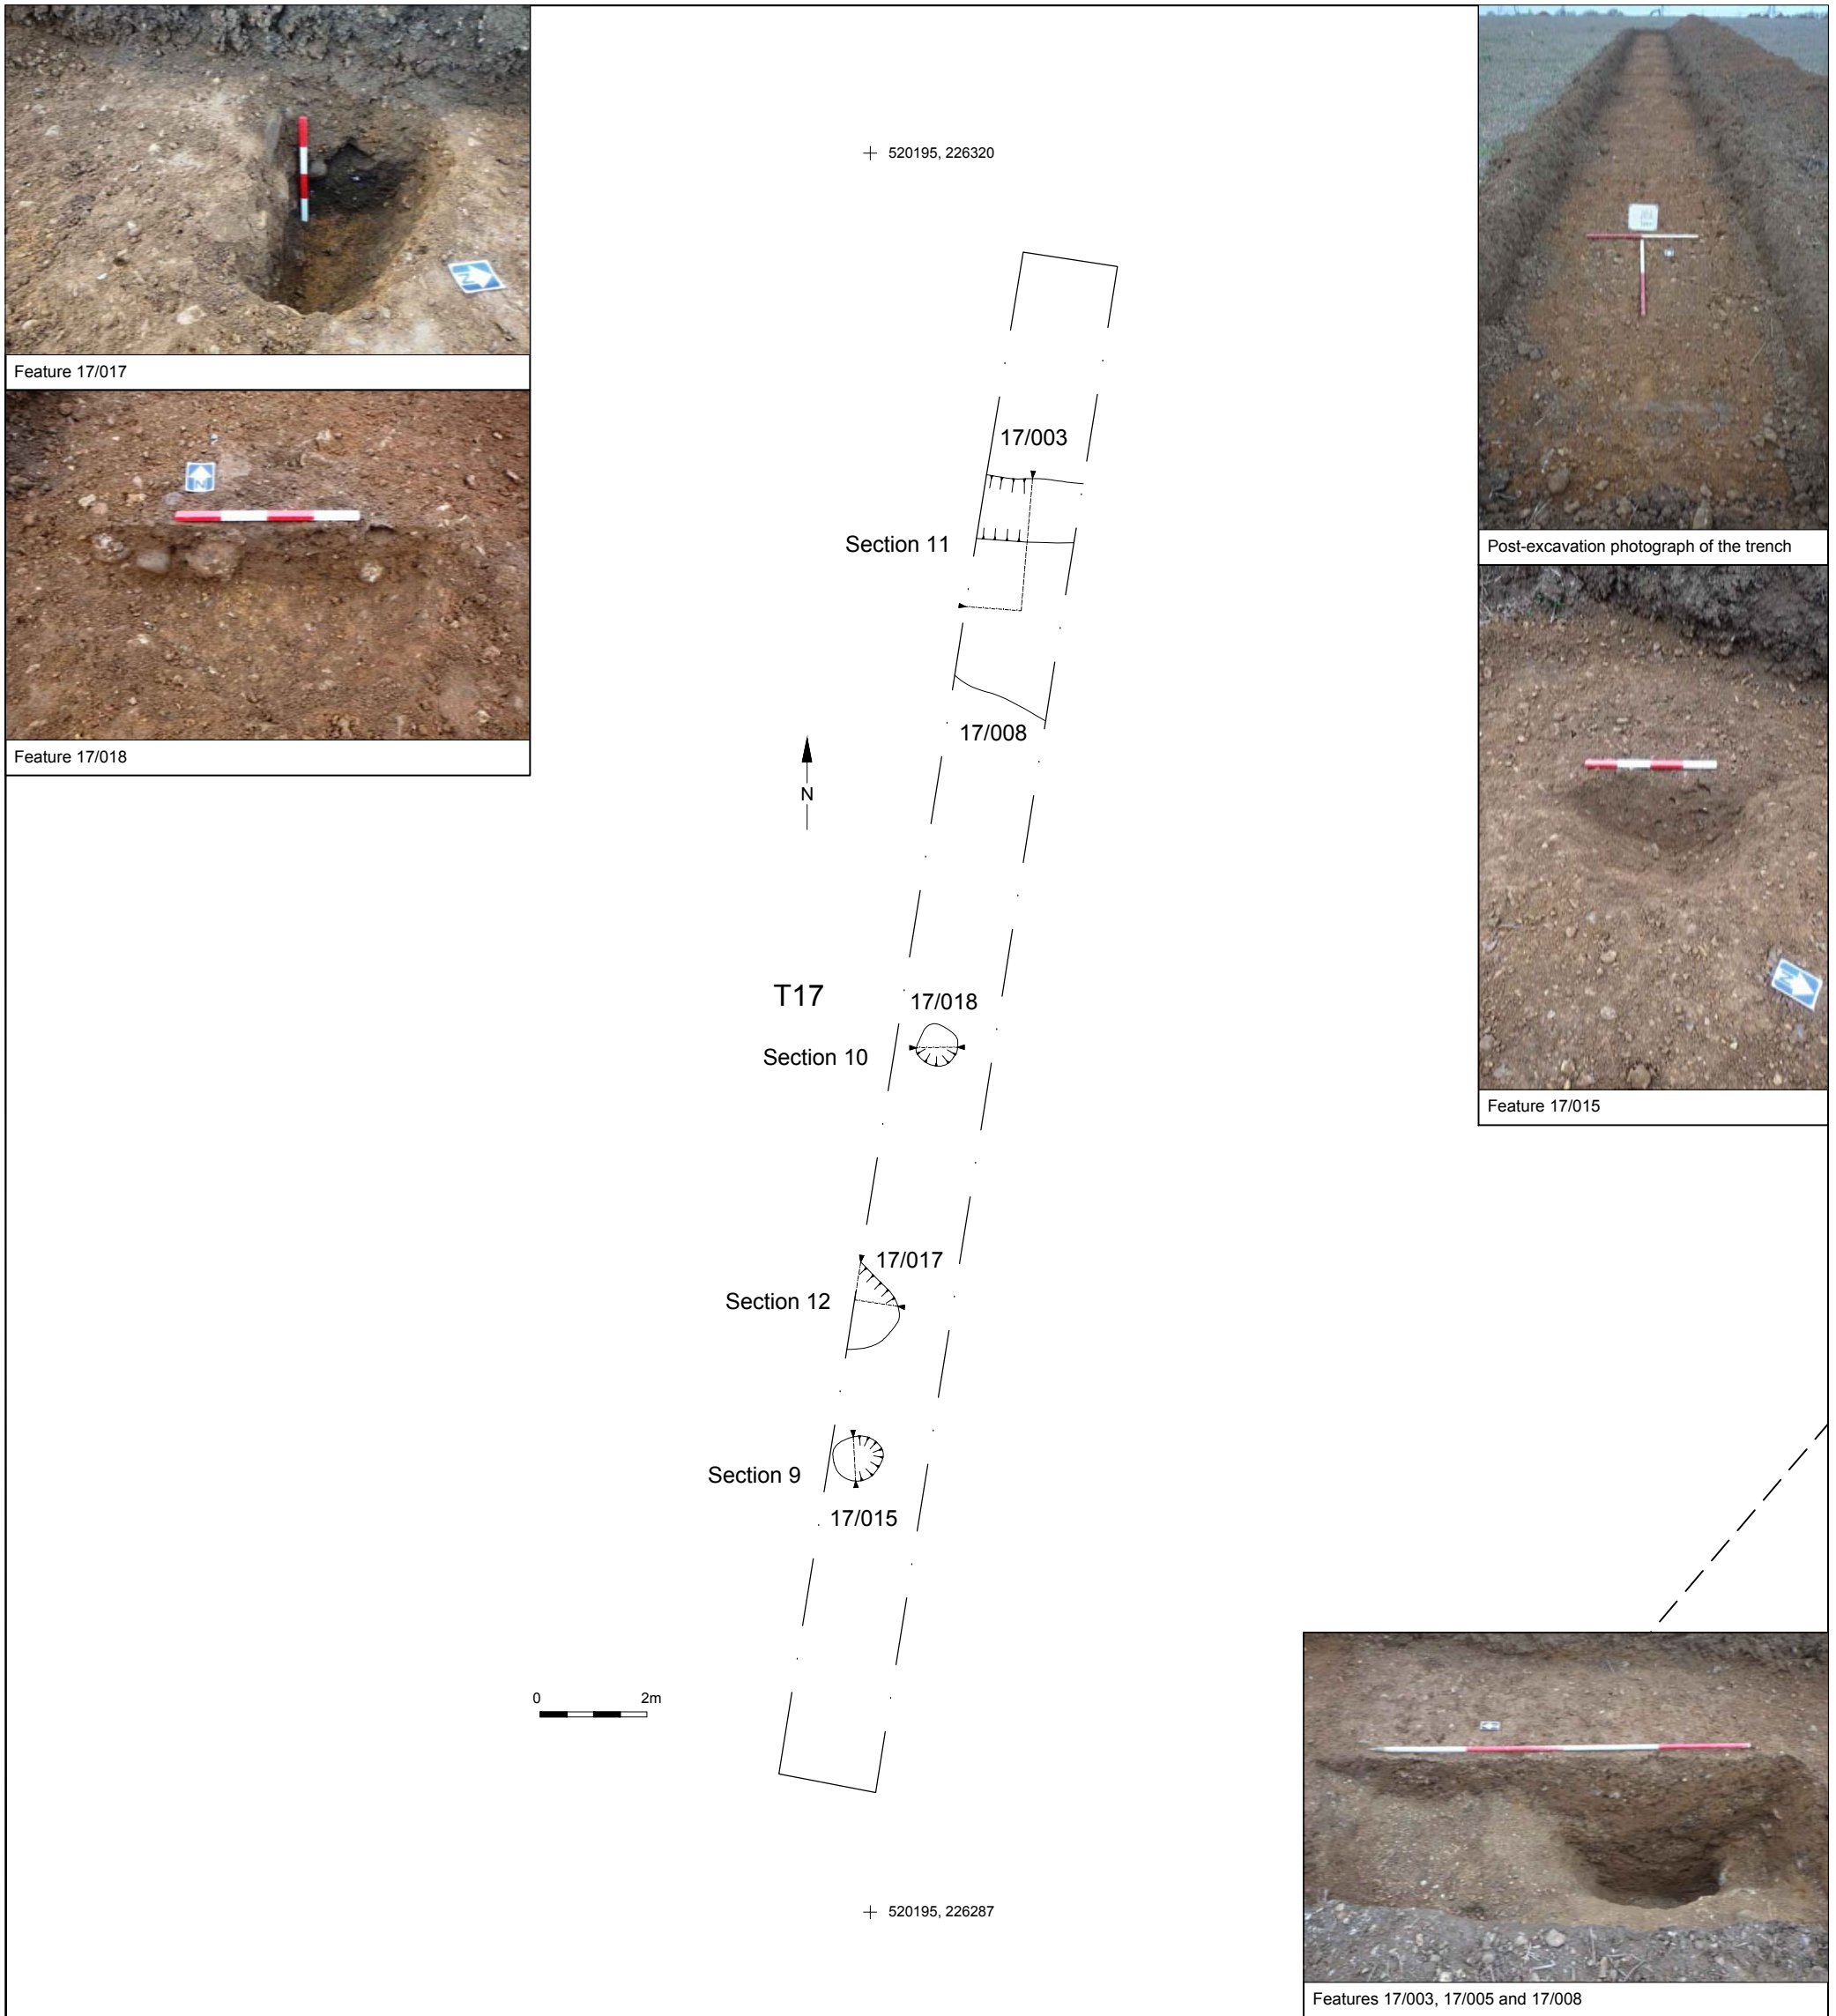 Feature 17/017
Feature 17/018
520195, 226320
17/003
Section 11
17/008
N
T17
17/018
Section 10
17/017
Section 12
Section 9
17/015
0 2m
520195, 226287
Post-excavation photograph of the trench
Feature 17/015
Features 17/003, 17/005 and 17/008
N
N
N